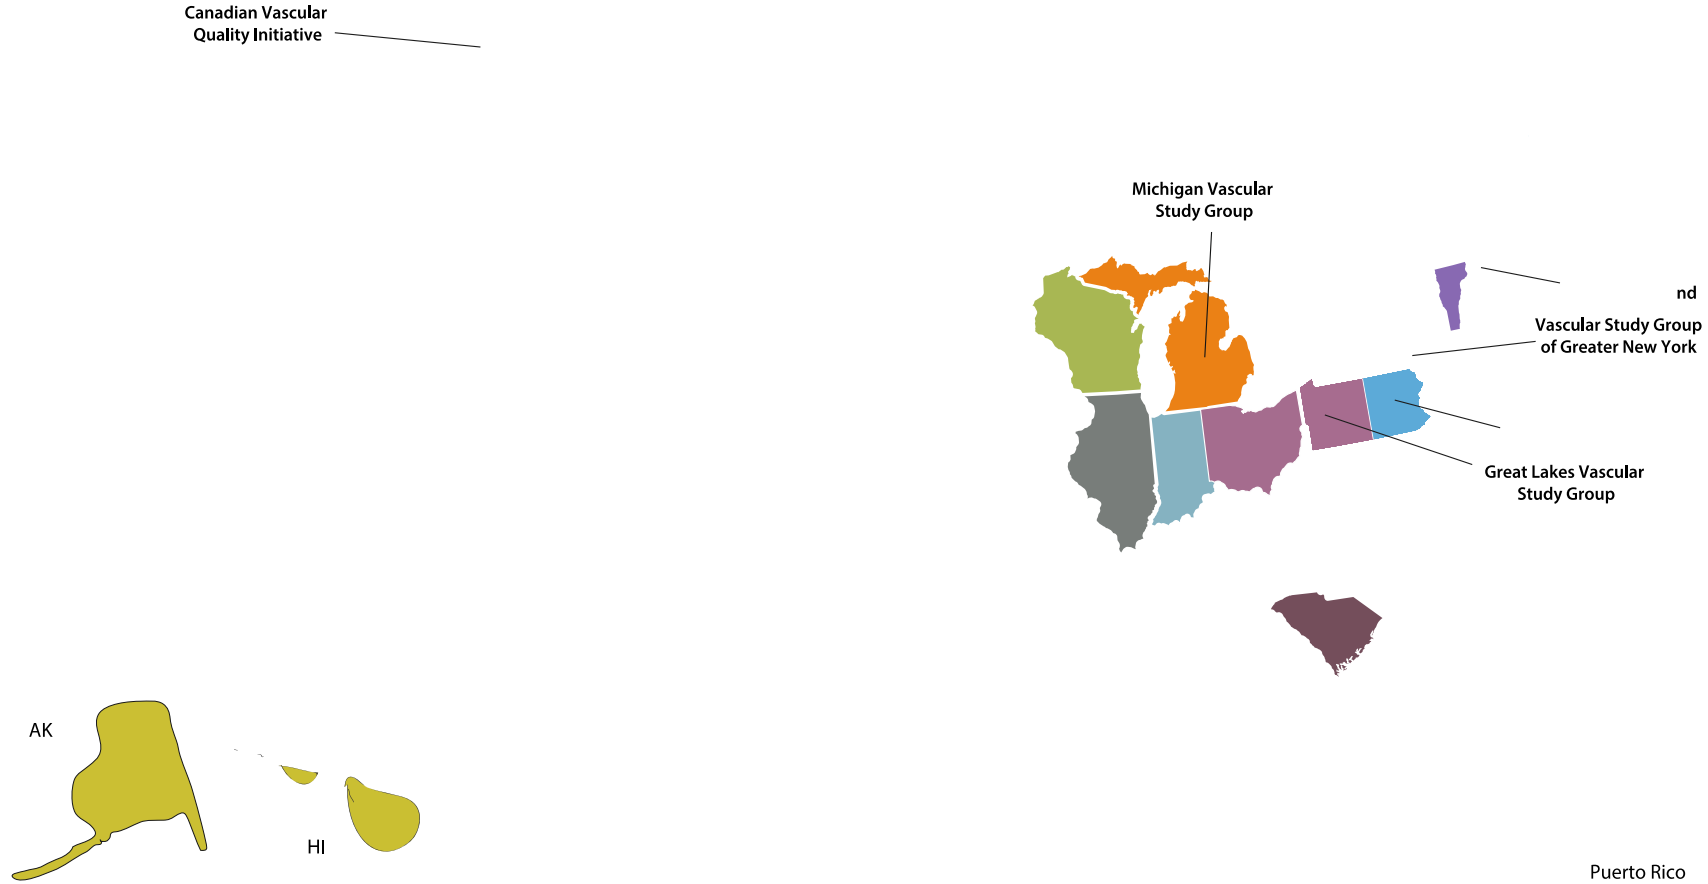 Canadian Vascular
Quality Initiative
Michigan Vascular
Study Group
nd
Vascular Study Group
of Greater New York
Great Lakes Vascular
Study Group
AK
HI
Puerto Rico